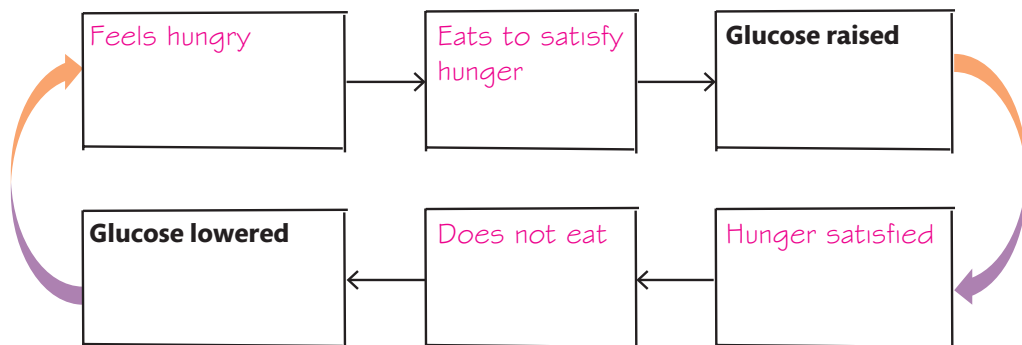 Feels hungry
Eats to satisfy
hunger
Glucose raised
Glucose lowered
Does not eat
Hunger satisfied